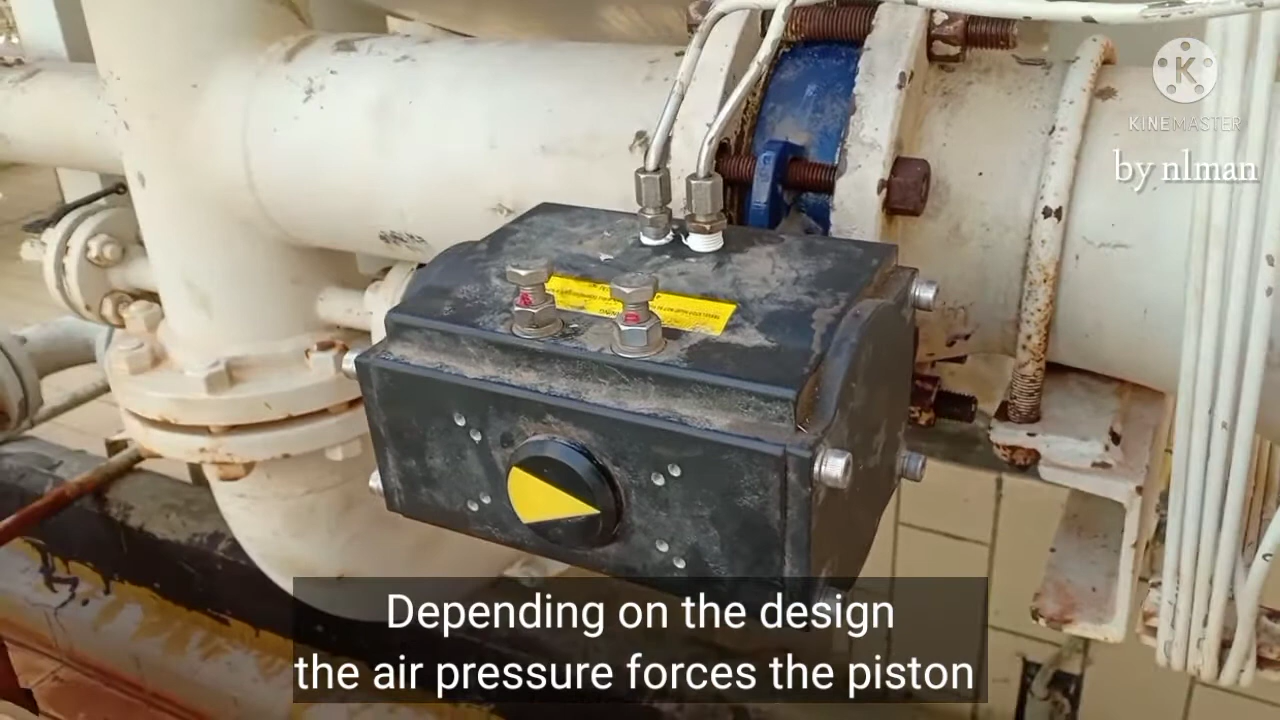 K
KINEMASTER
by nlman
Depending on the design
the air pressure forces the piston